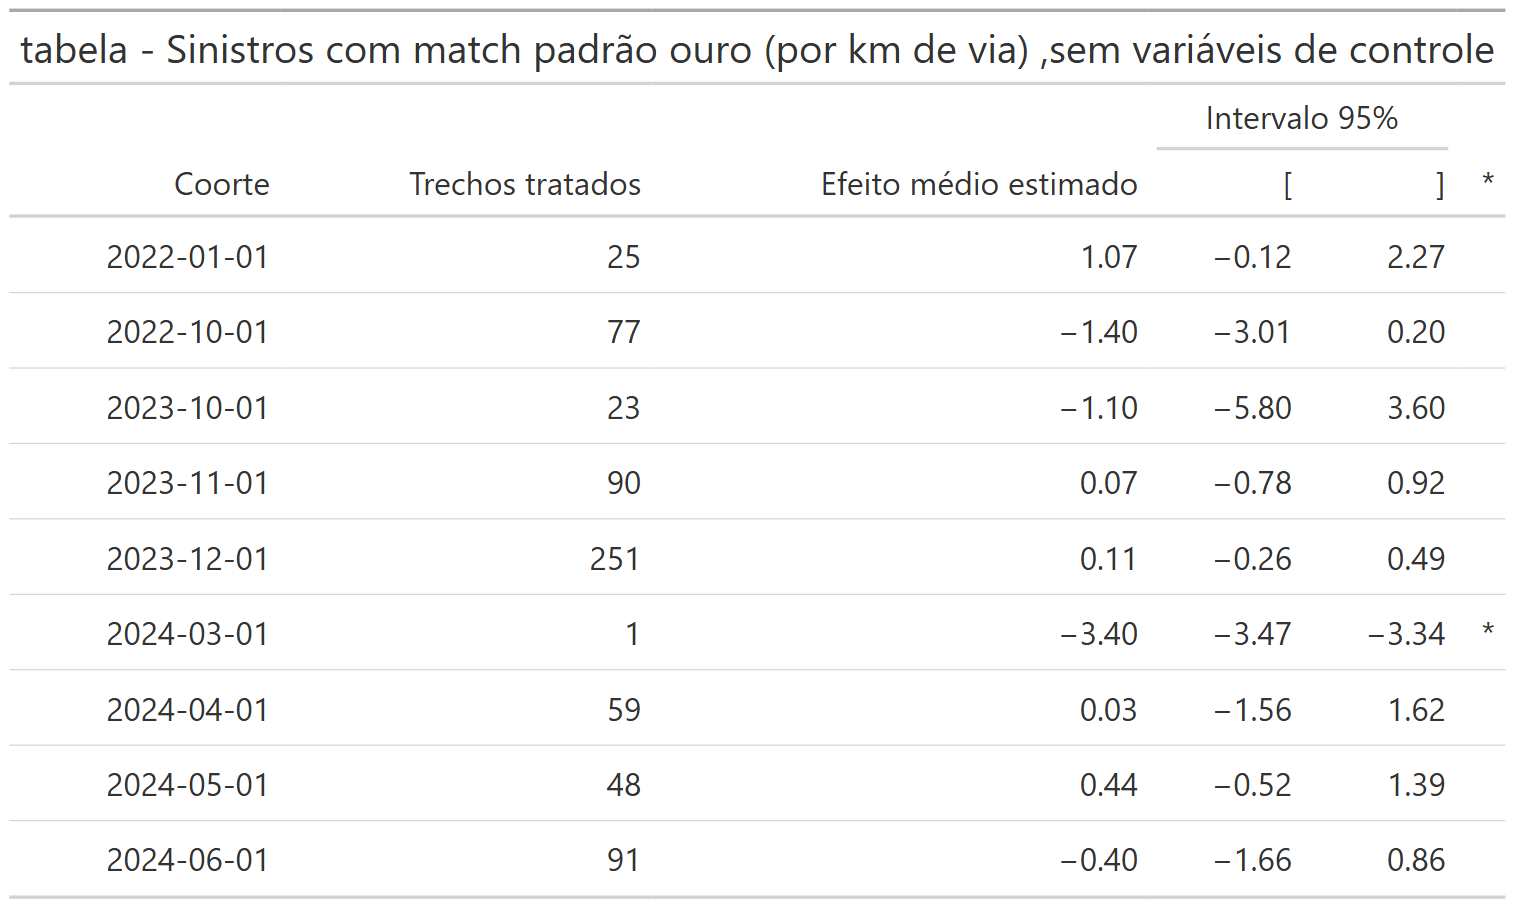 tabela - Sinistros com match padrão ouro (por km de via) ,sem variáveis de controle
Intervalo 95%
Coorte Trechos tratados Efeito médio estimado [ ] *
2022-01-01 25 1.07 −0.12 2.27
2022-10-01 77 −1.40 −3.01 0.20
2023-10-01 23 −1.10 −5.80 3.60
2023-11-01 90 0.07 −0.78 0.92
2023-12-01 251 0.11 −0.26 0.49
2024-03-01 1 −3.40 −3.47 −3.34 *
2024-04-01 59 0.03 −1.56 1.62
2024-05-01 48 0.44 −0.52 1.39
2024-06-01 91 −0.40 −1.66 0.86